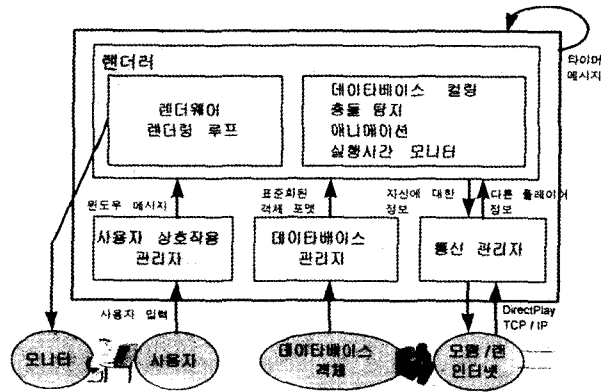 렌더러
타이머
메시지
렌더웨어
렌더링 루프
데이타베이스 컬링
충돌 탐지
애니메이션
실행시간 모니터
윈도우 메시지
표준회원
객체 포맷
자신에 대한
정보
다른 플레이어
정보
사용자 상호작용
관리자
데이타베이스
관리자
통신 관리자
사용자 입력
DirectPlay
TCP / IP
모니타
사용자
데이타베이스
객체
모뎀/랜
인터넷